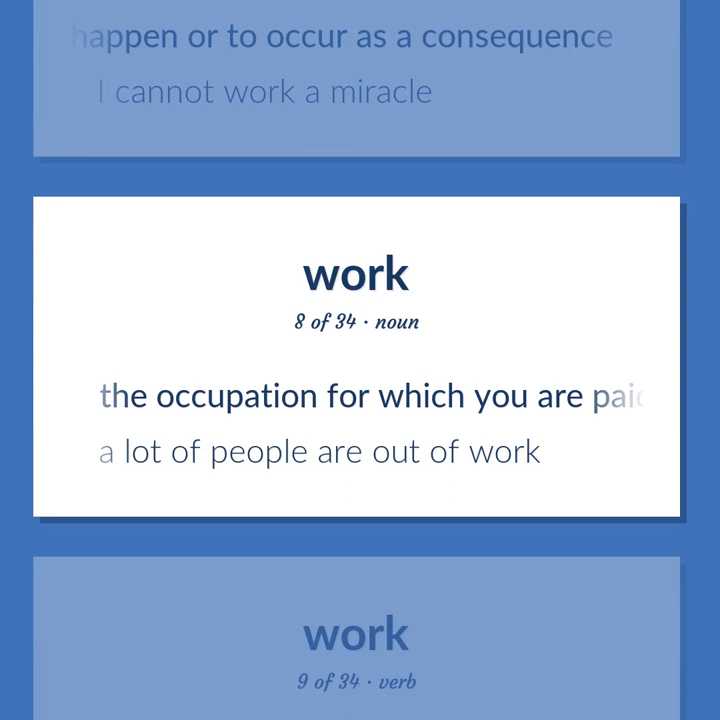 happen or to occur as a consequence
I cannot work a miracle
work
8 of 34 · noun
the occupation for which you are paid
a lot of people are out of work
work
9 of 34 · verb